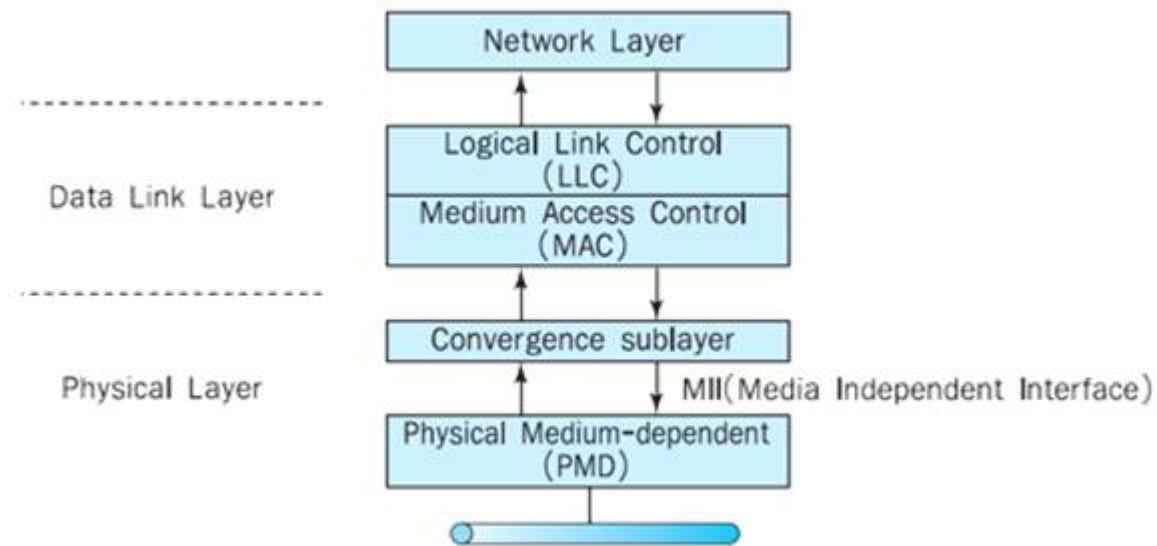 Network Layer
Logical Link Control
(LLC)
Data Link Layer
Medium Access Control
(MAC)
Convergence sublayer
Physical Layer
MII(Media Independent Interface)
Physical Medium-dependent
(PMD)